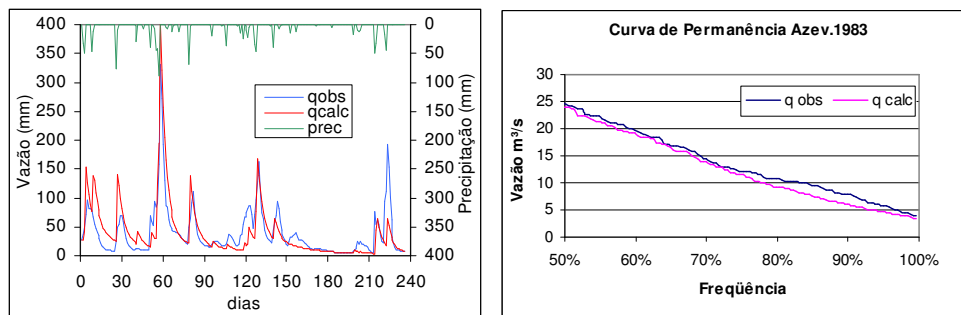 400
350
300
250
200
150
100
50
0
Vazão (mm)
0
50
100
150
200
250
300
350
400
Precipitação (mm)
qobs
qcalc
prec
0 30 60 90 120 150 180 210 240
dias
Curva de Permanência Azev.1983
30
25
20
15
10
5
0
Vazão m³/s
q obs q calc
50% 60% 70% 80% 90% 100%
Freqüência